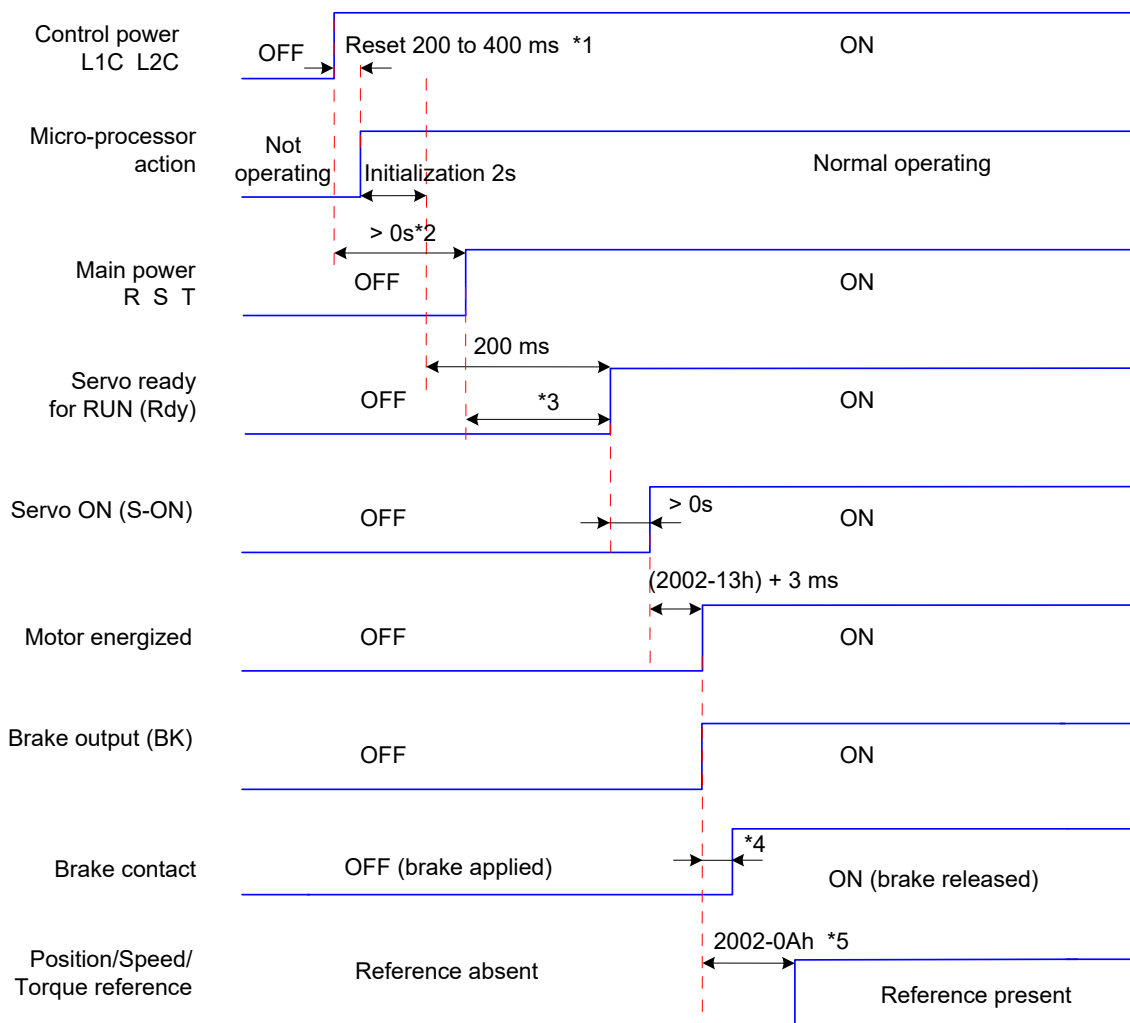 Control power
L1C L2C
OFF
Reset 200 to 400 ms *1
ON
Micro-processor
action
Not
operating
Initialization 2s
Normal operating
> 0s*2
Main power
R S T
OFF
ON
200 ms
Servo ready
for RUN (Rdy)
OFF
*3
ON
Servo ON (S-ON)
OFF
> 0s
ON
(2002-13h) + 3 ms
Motor energized
OFF
ON
Brake output (BK)
OFF
ON
Brake contact
OFF (brake applied)
*4
ON (brake released)
2002-0Ah *5
Position/Speed/
Torque reference
Reference absent
Reference present